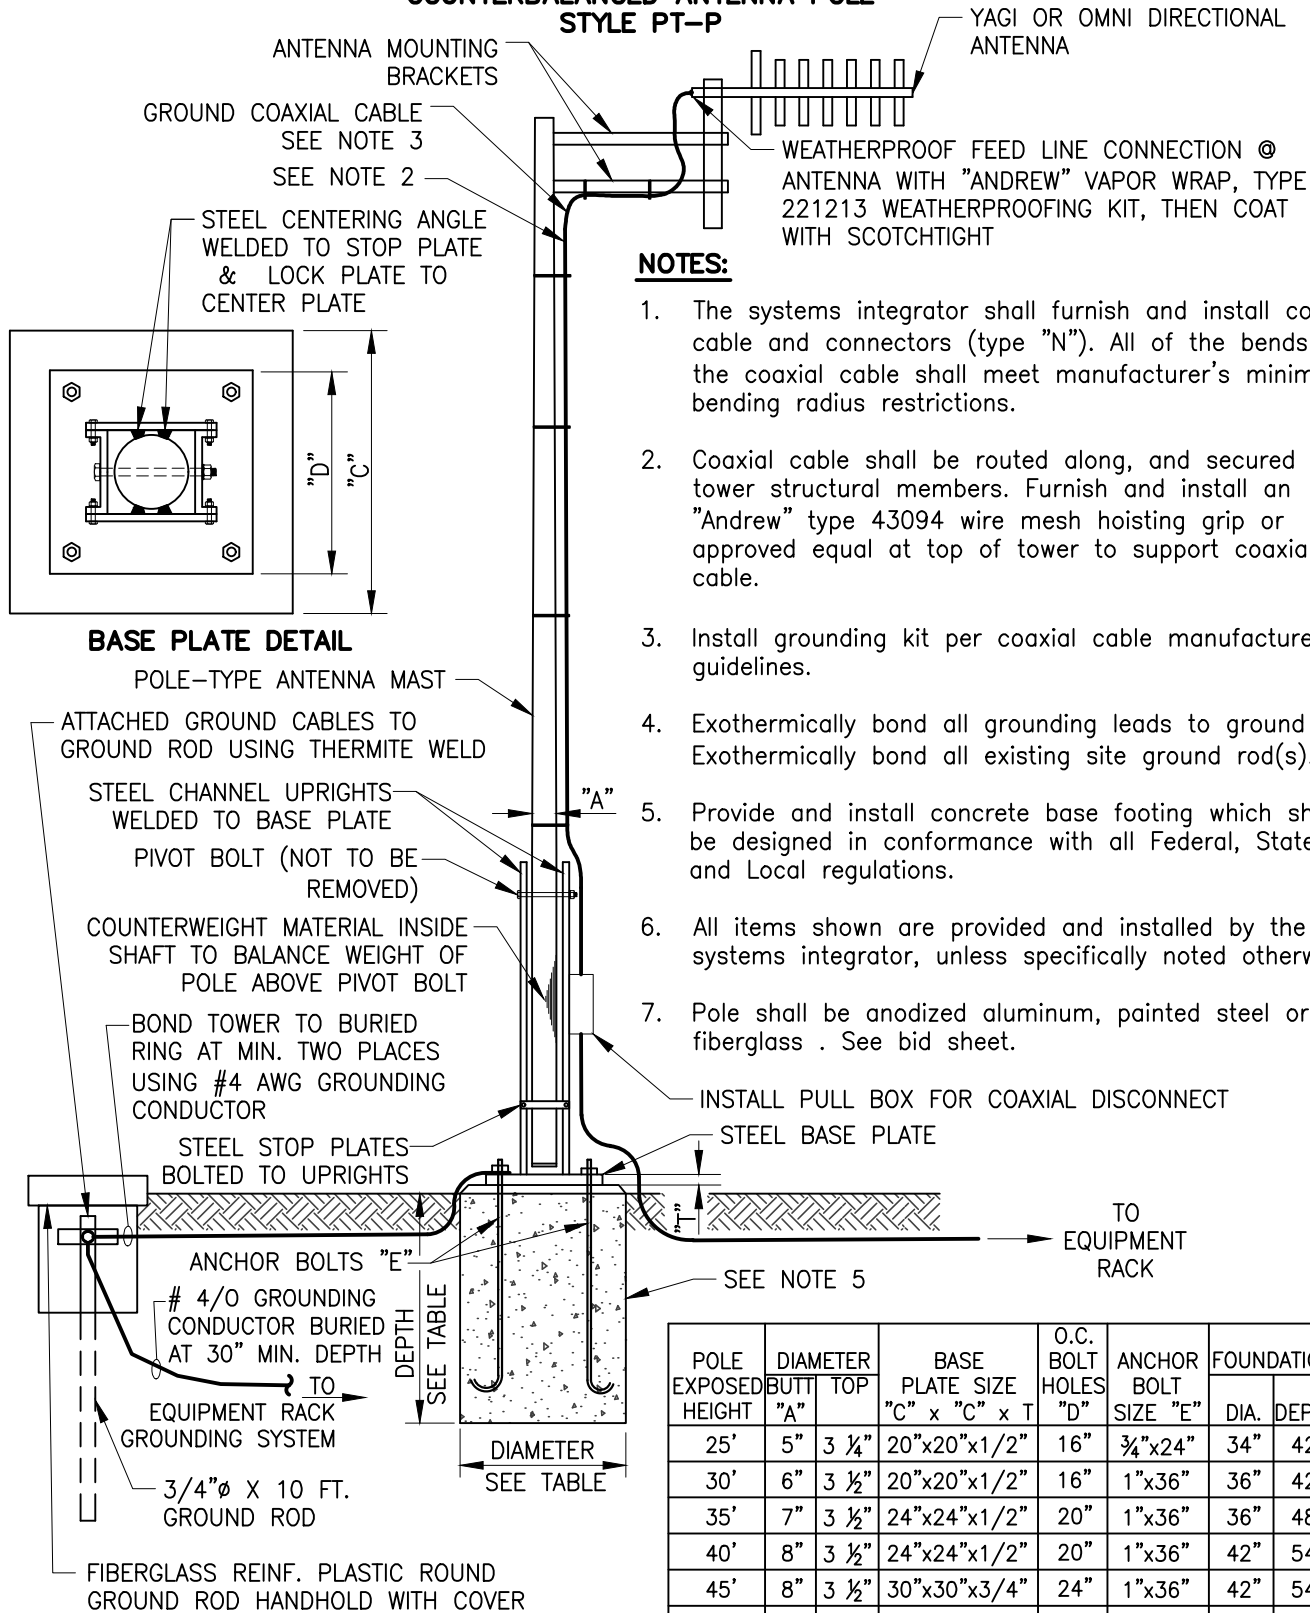 STYLE PT-P
YAGI OR OMNI DIRECTIONAL
ANTENNA
ANTENNA MOUNTING
BRACKETS
GROUND COAXIAL CABLE
SEE NOTE 3
SEE NOTE 2
WEATHERPROOF FEED LINE CONNECTION @
ANTENNA WITH "ANDREW" VAPOR WRAP, TYPE
221213 WEATHERPROOFING KIT, THEN COAT
WITH SCOTCHTIGHT
STEEL CENTERING ANGLE
WELDED TO STOP PLATE
& LOCK PLATE TO
CENTER PLATE
"D"
"C"
BASE PLATE DETAIL
NOTES:
1. The systems integrator shall furnish and install
cable and connectors (type "N"). All of the bends
the coaxial cable shall meet manufacturer's
bending radius restrictions.
2. Coaxial cable shall be routed along, and secured
tower structural members. Furnish and install an
"Andrew" type 43094 wire mesh hoisting grip or
approved equal at top of tower to support
cable.
3. Install grounding kit per coaxial cable
guidelines.
4. Exothermically bond all grounding leads to ground
Exothermically bond all existing site ground rod(s).
5. Provide and install concrete base footing which
be designed in conformance with all Federal, State
and Local regulations.
6. All items shown are provided and installed by the
systems integrator, unless specifically noted
7. Pole shall be anodized aluminum, painted steel or
fiberglass . See bid sheet.
POLE-TYPE ANTENNA MAST
ATTACHED GROUND CABLES TO
GROUND ROD USING THERMITE WELD
STEEL CHANNEL UPRIGHTS
WELDED TO BASE PLATE
"A"
PIVOT BOLT (NOT TO BE
REMOVED)
COUNTERWEIGHT MATERIAL INSIDE
SHAFT TO BALANCE WEIGHT OF
POLE ABOVE PIVOT BOLT
BOND TOWER TO BURIED
RING AT MIN. TWO PLACES
USING #4 AWG GROUNDING
CONDUCTOR
STEEL STOP PLATES
BOLTED TO UPRIGHTS
INSTALL PULL BOX FOR COAXIAL DISCONNECT
STEEL BASE PLATE
"T"
TO
EQUIPMENT
RACK
ANCHOR BOLTS "E"
SEE NOTE 5
# 4/0 GROUNDING
CONDUCTOR BURIED
AT 30" MIN. DEPTH
DEPTH
SEE TABLE
TO
EQUIPMENT RACK
GROUNDING SYSTEM
DIAMETER
SEE TABLE
3/4"ø X 10 FT.
GROUND ROD
FIBERGLASS REINF. PLASTIC ROUND
GROUND ROD HANDHOLD WITH COVER
POLE EXPOSED HEIGHT DIAMETER BUTT "A" TOP BASE PLATE SIZE "C" x "C" x T O.C. BOLT HOLES "D" ANCHOR BOLT SIZE "E" DIA.
25' 5" 3 ¼" 20"x20"x1/2" 16" ¾"x24" 34" 42
30' 6" 3 ½" 20"x20"x1/2" 16" 1"x36" 36" 42
35' 7" 3 ½" 24"x24"x1/2" 20" 1"x36" 36" 48
40' 8" 3 ½" 24"x24"x1/2" 20" 1"x36" 42" 54
45' 8" 3 ½" 30"x30"x3/4" 24" 1"x36" 42" 54